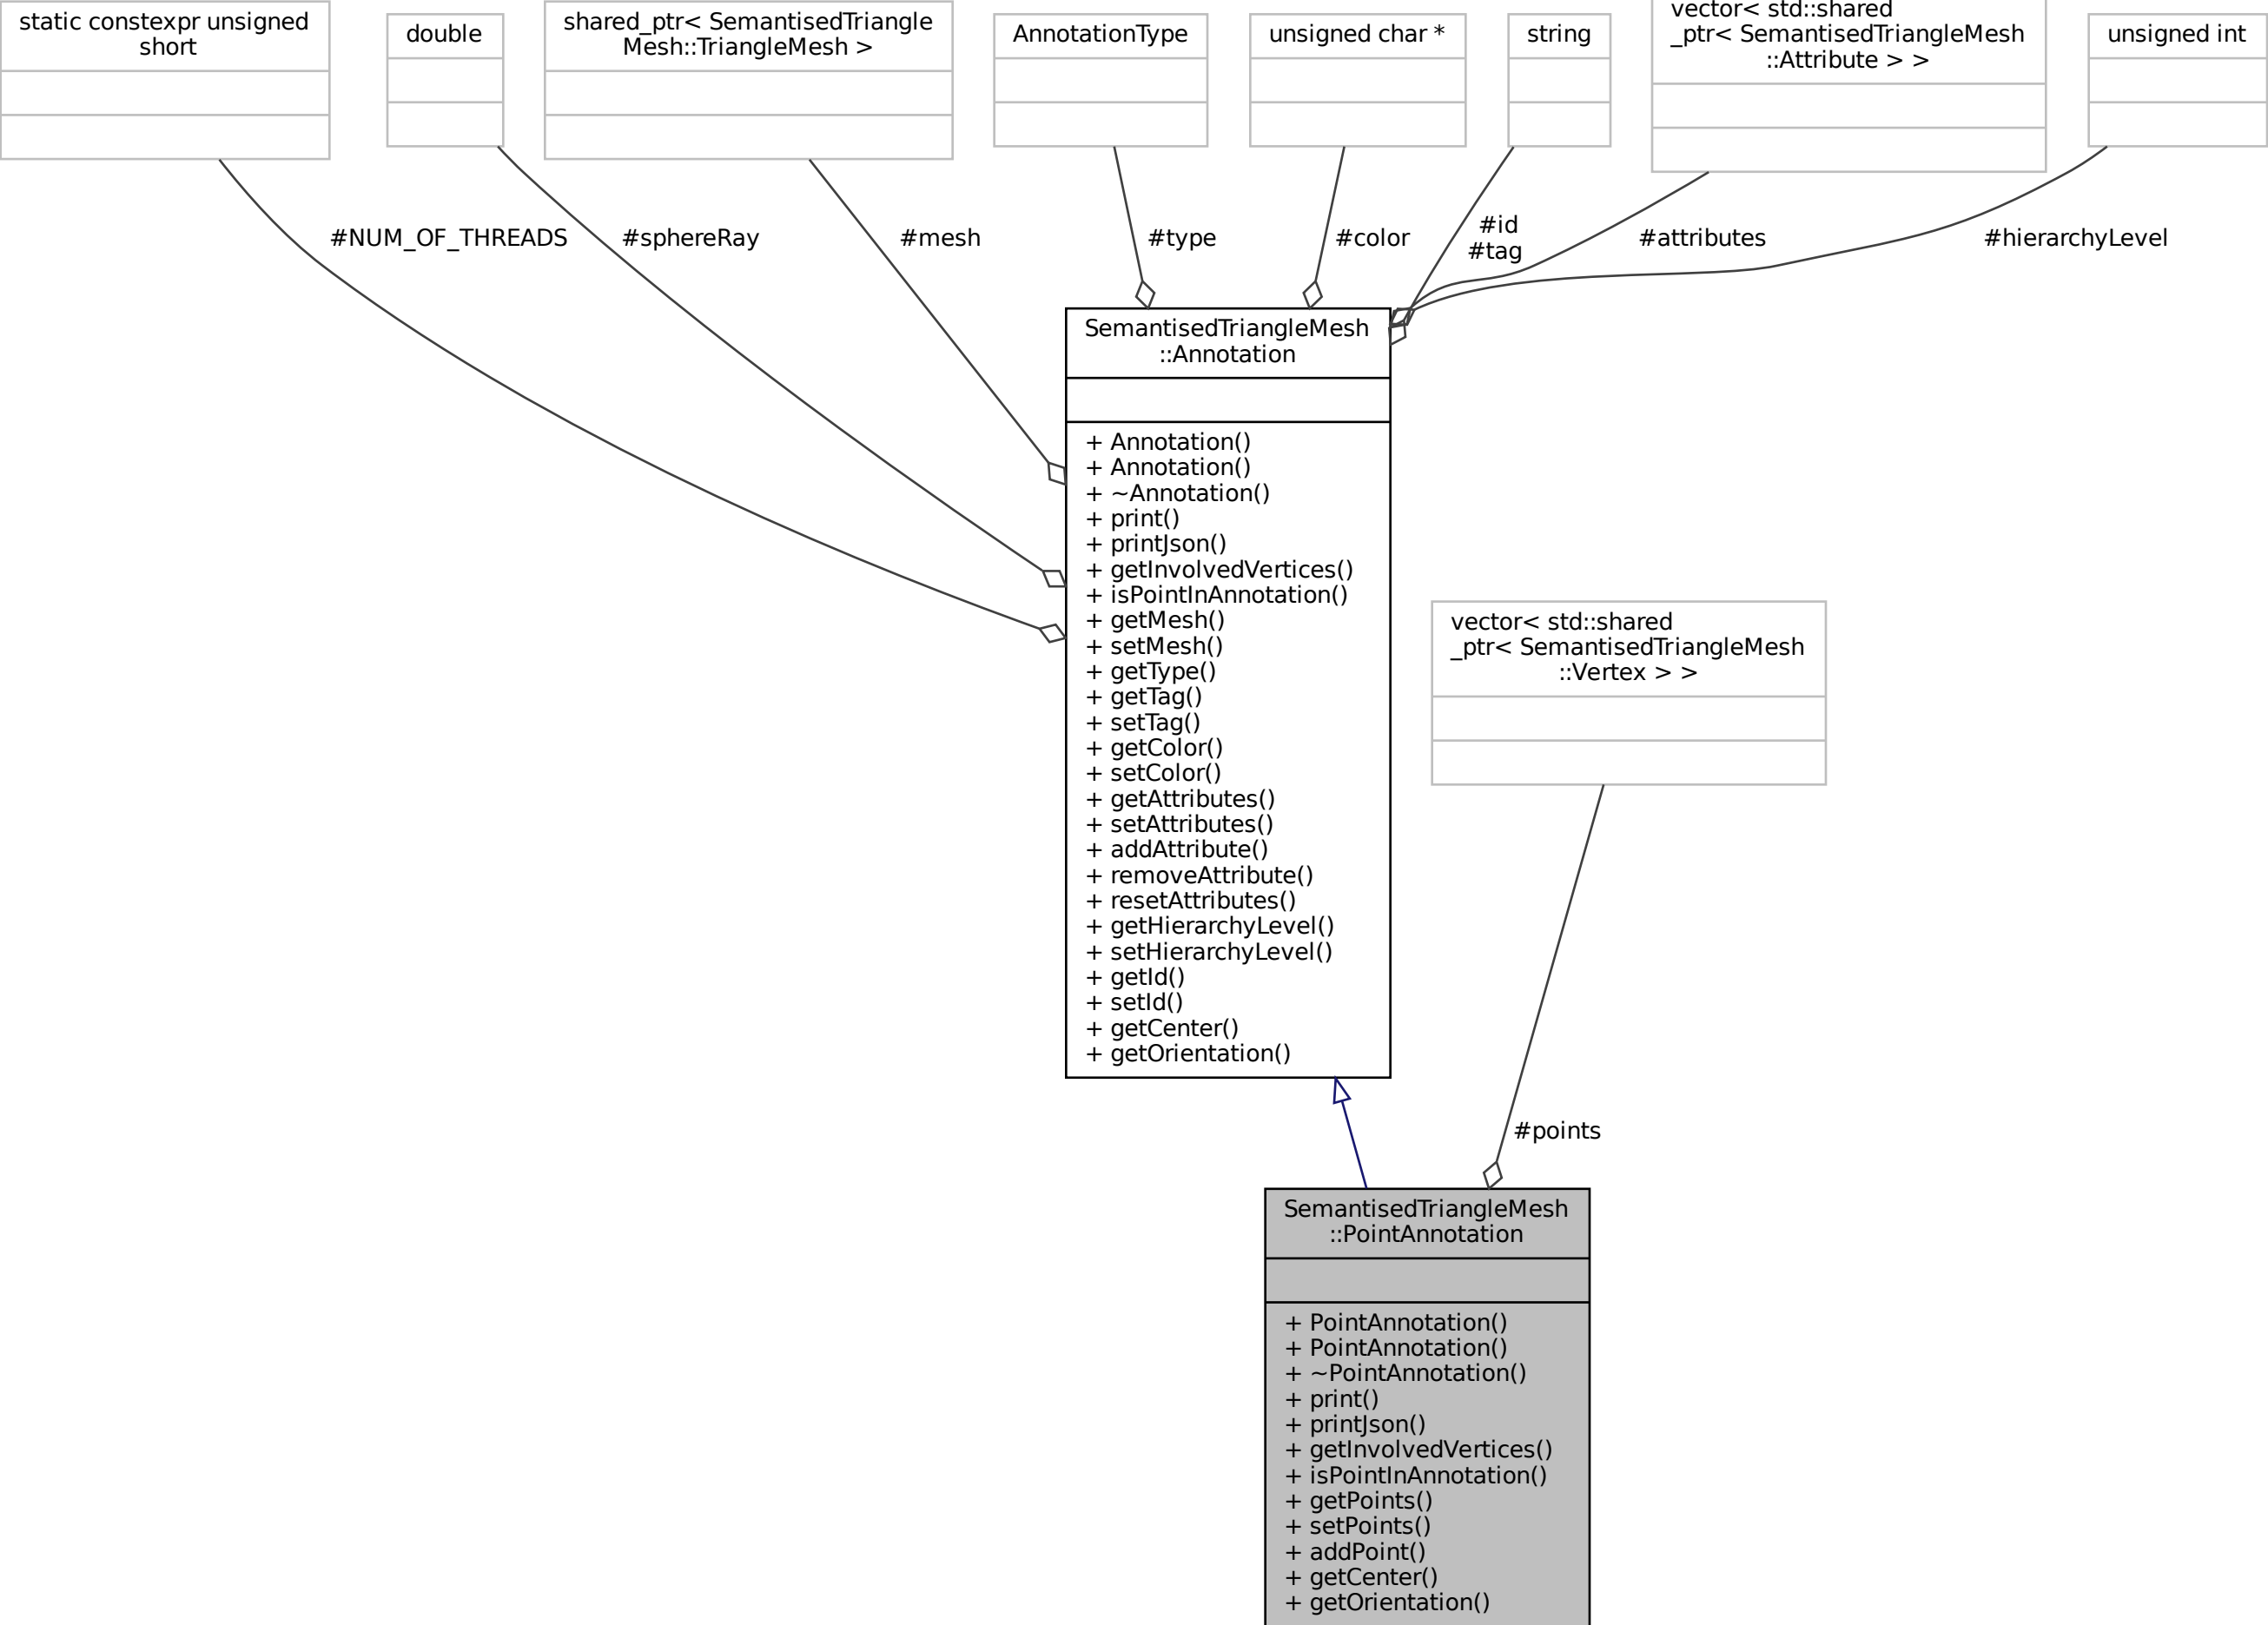 static constexpr unsigned
short
double
shared_ptr< SemantisedTriangle
Mesh::TriangleMesh >
AnnotationType
unsigned char *
string
vector< std::shared
_ptr< SemantisedTriangleMesh
::Attribute > >
unsigned int
#NUM_OF_THREADS
#sphereRay
#mesh
#type
#color
#id
#tag
#attributes
#hierarchyLevel
SemantisedTriangleMesh
::Annotation
+ Annotation()
+ Annotation()
+ ~Annotation()
+ print()
+ printJson()
+ getInvolvedVertices()
+ isPointInAnnotation()
+ getMesh()
+ setMesh()
+ getType()
+ getTag()
+ setTag()
+ getColor()
+ setColor()
+ getAttributes()
+ setAttributes()
+ addAttribute()
+ removeAttribute()
+ resetAttributes()
+ getHierarchyLevel()
+ setHierarchyLevel()
+ getId()
+ setId()
+ getCenter()
+ getOrientation()
vector< std::shared
_ptr< SemantisedTriangleMesh
::Vertex > >
#points
SemantisedTriangleMesh
::PointAnnotation
+ PointAnnotation()
+ PointAnnotation()
+ ~PointAnnotation()
+ print()
+ printJson()
+ getInvolvedVertices()
+ isPointInAnnotation()
+ getPoints()
+ setPoints()
+ addPoint()
+ getCenter()
+ getOrientation()